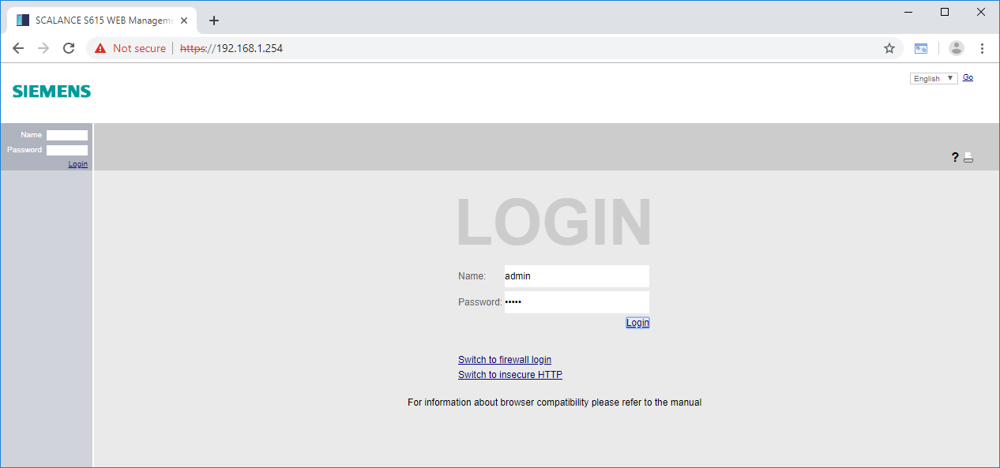 SCALANCE S615 WEB Manageme
Not secure https://192.168.1.254
SIEMENS
English Go
Name
Password
Login
?
LOGIN
Name: admin
Password: •••••
Login
Switch to firewall login
Switch to insecure HTTP
For information about browser compatibility please refer to the manual